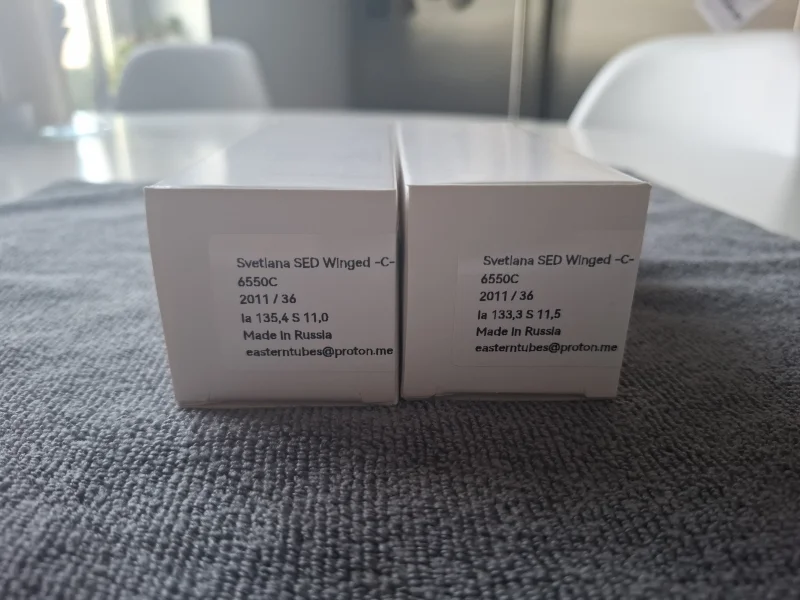 Svetlana SED Winged -C-
6550C
2011 / 36
Ia 135,4 S 11,0
Made in Russia
easterntubes@proton.me
Svetlana SED Winged -C-
6550C
2011 / 36
Ia 133,3 S 11,5
Made in Russia
easterntubes@proton.me